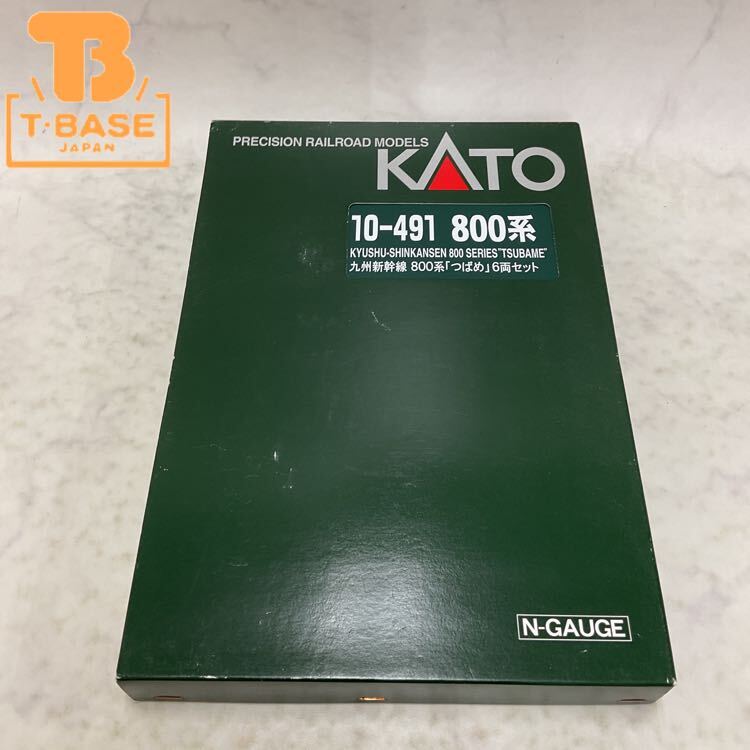 T・BASE
JAPAN
PRECISION RAILROAD MODELS
KATO
10-491 800系
KYUSHU-SHINKANSEN 800 SERIES"TSUBAME"
九州新幹線 800系「つばめ」6両セット
N-GAUGE